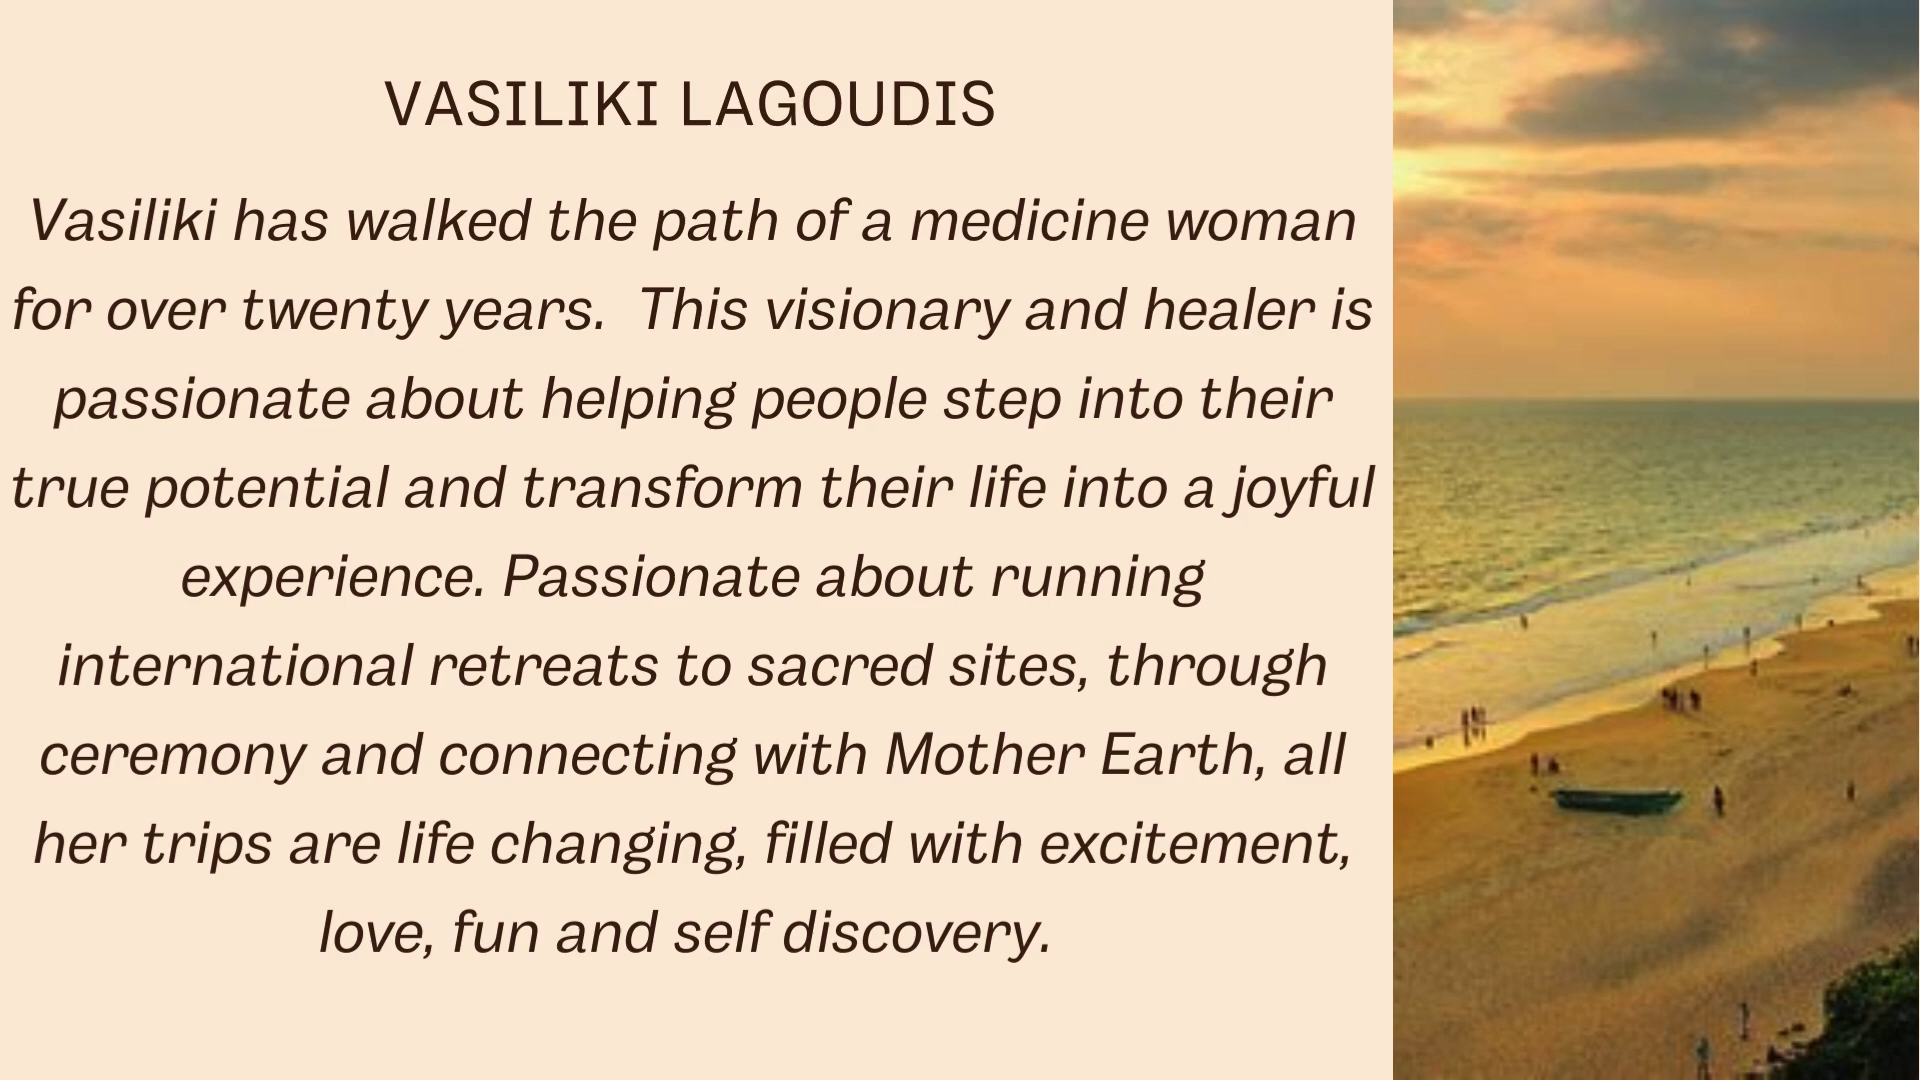 VASILIKI LAGOUDIS
Vasiliki has walked the path of a medicine woman
for over twenty years.  This visionary and healer is
passionate about helping people step into their
true potential and transform their life into a joyful
experience. Passionate about running
international retreats to sacred sites, through
ceremony and connecting with Mother Earth, all
her trips are life changing, filled with excitement,
love, fun and self discovery.